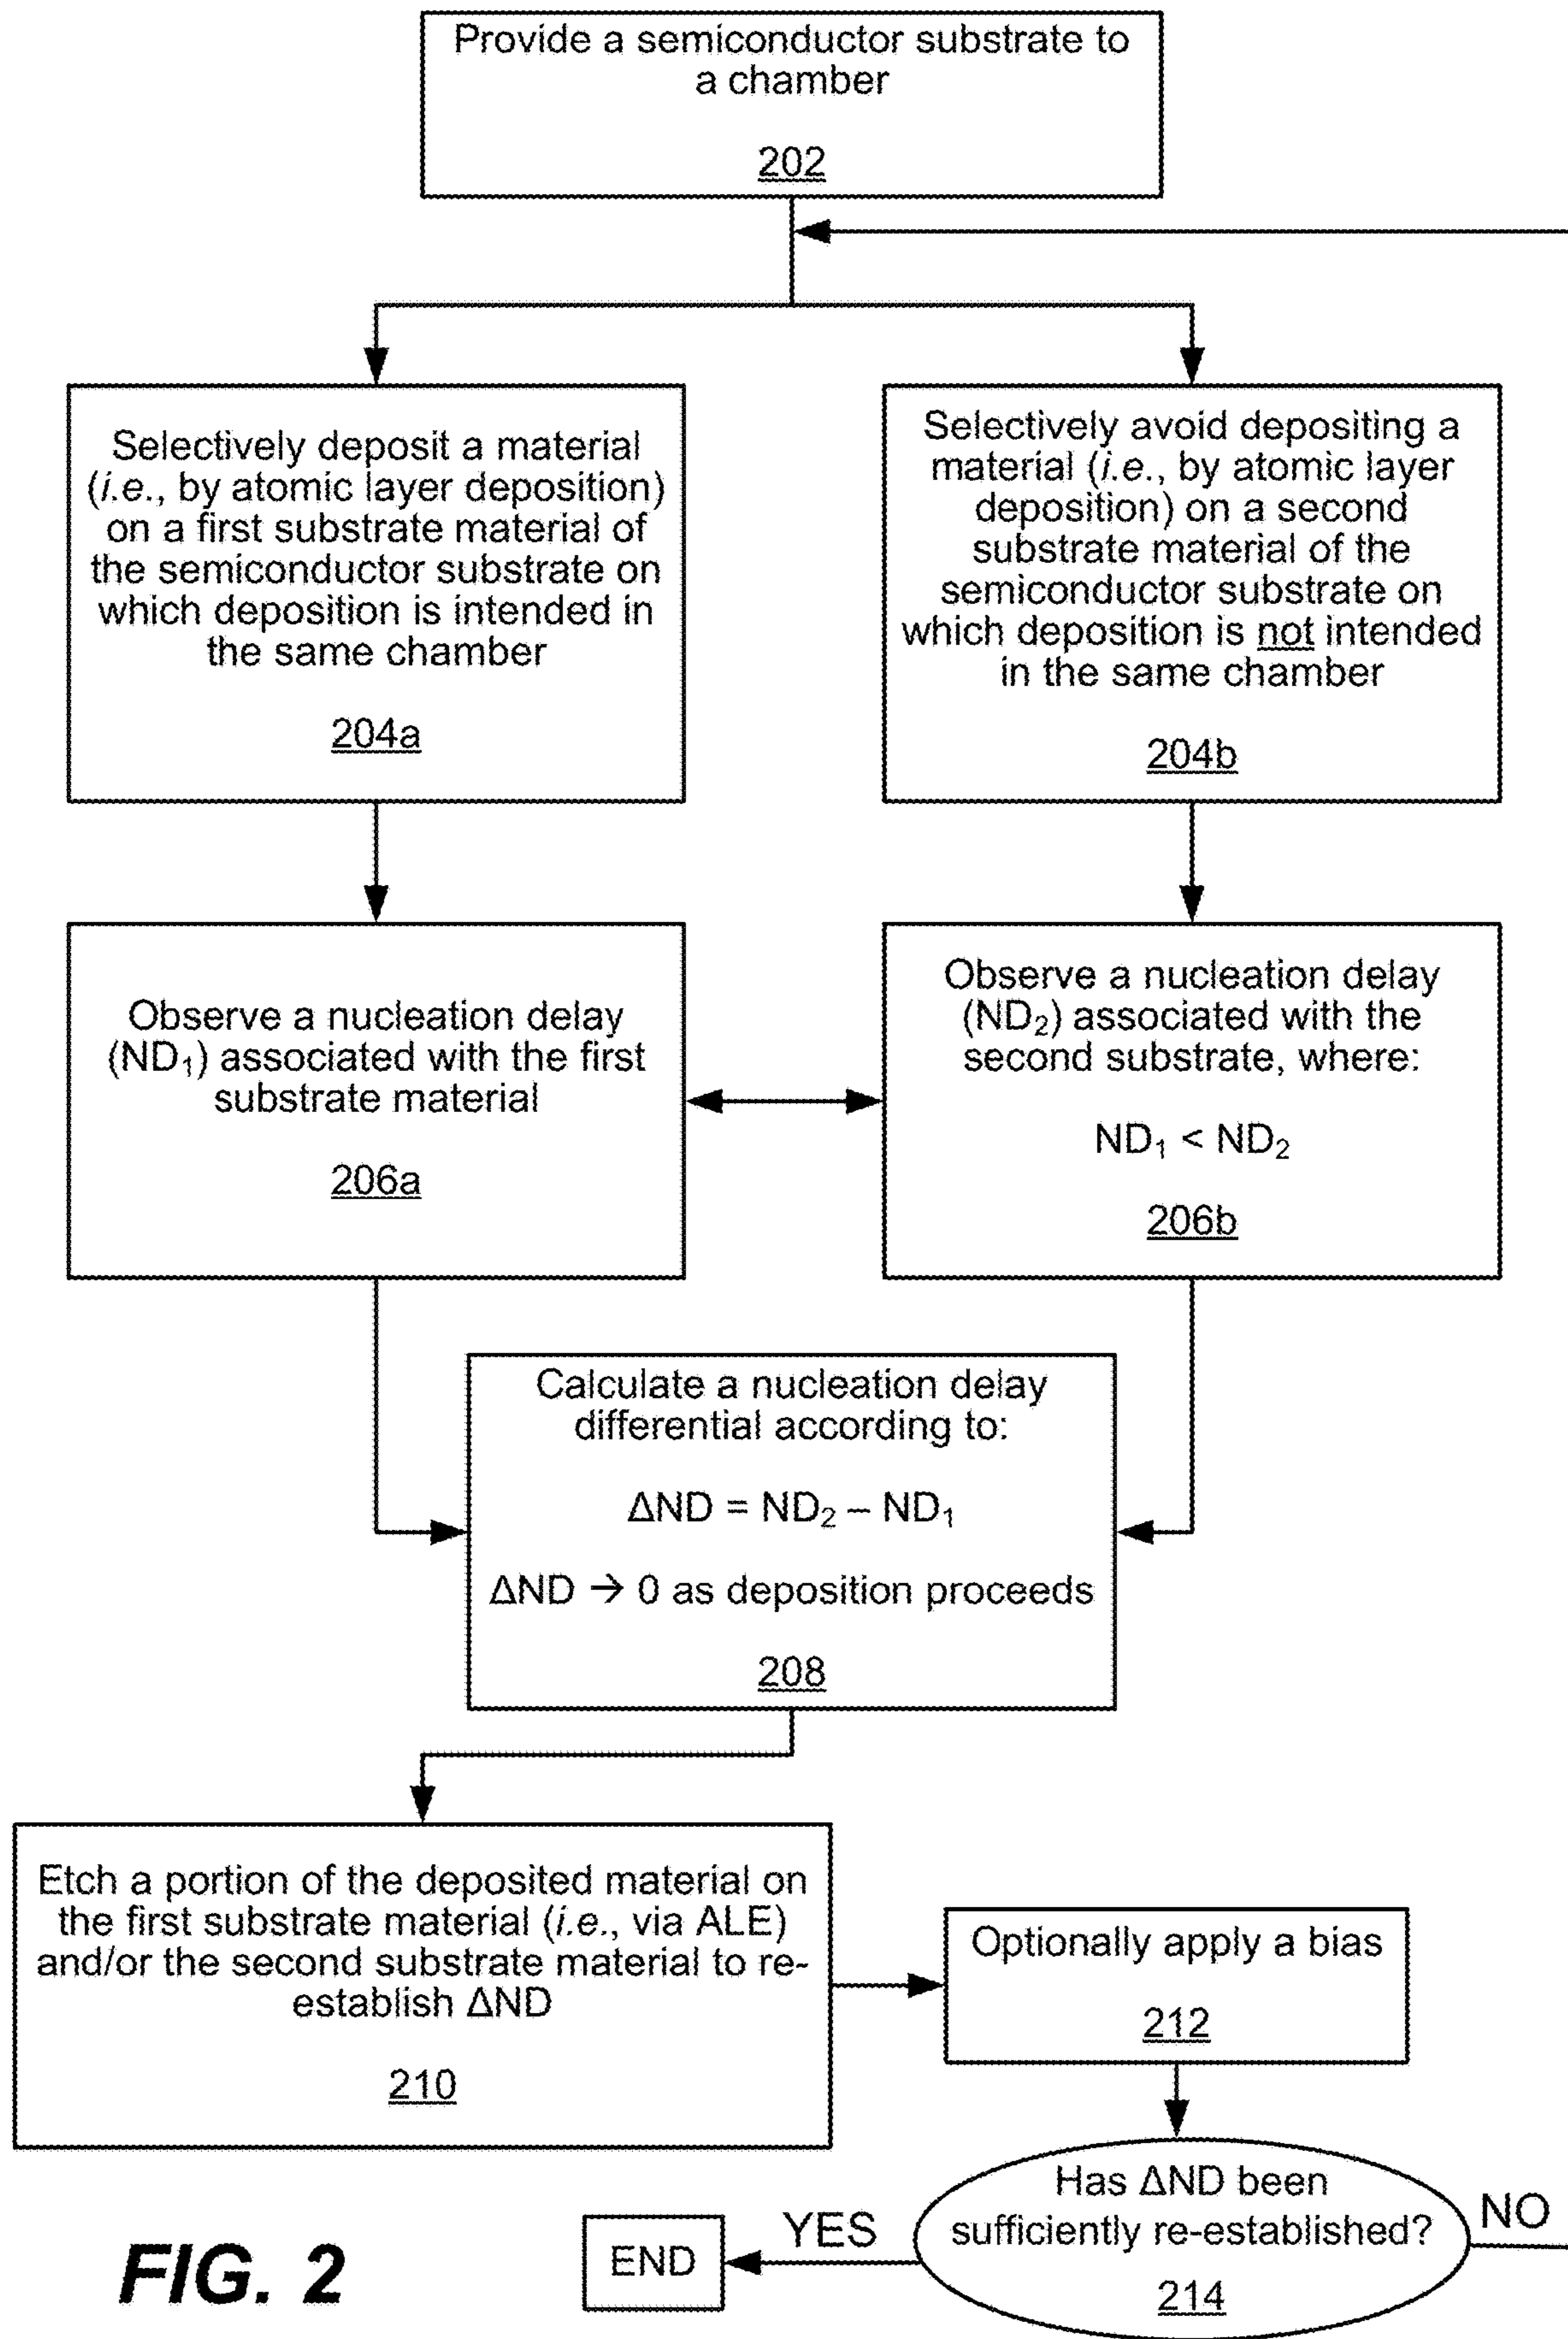 Provide a semiconductor substrate to
a chamber
202
Selectively deposit a material
(i.e., by atomic layer deposition)
on a first substrate material of
the semiconductor substrate on
which deposition is intended in
the same chamber
204a
Selectively avoid depositing a
material (i.e., by atomic layer
deposition) on a second
substrate material of the
semiconductor substrate on
which deposition is not intended
in the same chamber
204b
Observe a nucleation delay
(ND₁) associated with the first
substrate material
206a
Observe a nucleation delay
(ND₂) associated with the
second substrate, where:
ND₁ < ND₂
206b
Calculate a nucleation delay
differential according to:
ΔND = ND₂ – ND₁
ΔND → 0 as deposition proceeds
208
Etch a portion of the deposited material on
the first substrate material (i.e., via ALE)
and/or the second substrate material to re-
establish ΔND
210
Optionally apply a bias
212
Has ΔND been
sufficiently re-established?
214
NO
YES
END
FIG. 2